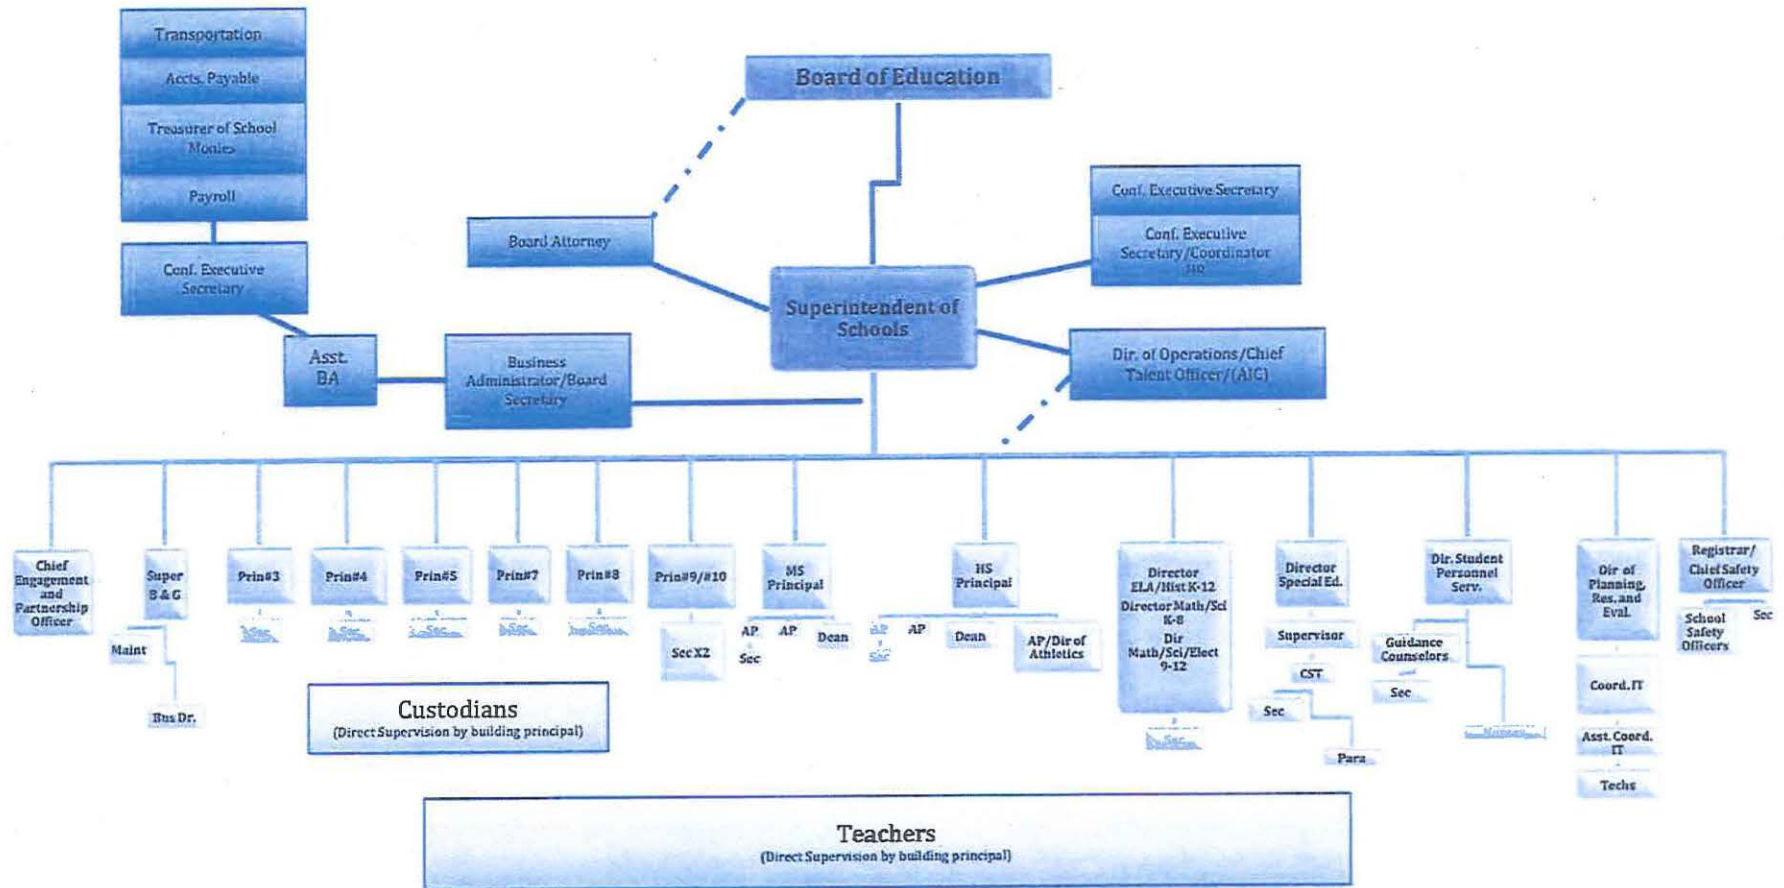 Transportation
Accts. Payable
Treasurer of School
Monies
Payroll
Conf. Executive
Secretary
Asst.
BA
Business
Administrator/Board
Secretary
Board of Education
Board Attorney
Superintendent of
Schools
Conf. Executive Secretary
Conf. Executive
Secretary/Coordinator
Dir. of Operations/Chief
Talent Officer/(AIC)
Chief
Engagement
and
Partnership
Officer
Super
B & G
Maint
Bus Dr.
Prin#3
Sec
Prin#4
Sec
Prin#5
Sec
Prin#7
Sec
Prin#8
Sec
Prin#9/#10
Sec X2
MS
Principal
AP
Sec
AP
Dean
HS
Principal
AP
Sec
AP
Dean
AP/Dir of
Athletics
Director
ELA/Hist K-12
Director Math/Sci
K-8
Dir
Math/Sci/Elect
9-12
Sec
Director
Special Ed.
Supervisor
CST
Sec
Para
Dir. Student
Personnel
Serv.
Guidance
Counselors
Sec
Dir of
Planning,
Res. and
Eval.
Coord. IT
Asst. Coord.
IT
Techs
Registrar/
Chief Safety
Officer
School
Safety
Officers
Sec
Custodians
(Direct Supervision by building principal)
Teachers
(Direct Supervision by building principal)